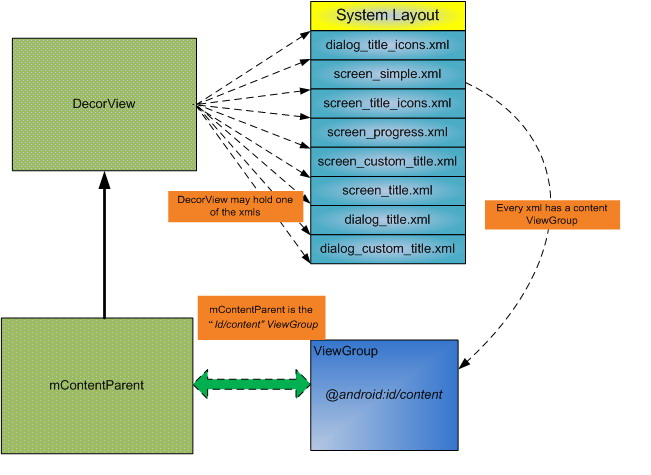 System Layout
dialog_title_icons.xml
screen_simple.xml
screen_title_icons.xml
screen_progress.xml
screen_custom_title.xml
screen_title.xml
dialog_title.xml
dialog_custom_title.xml
DecorView
DecorView may hold one
of the xmls
Every xml has a content
ViewGroup
mContentParent is the
“Id/content” ViewGroup
mContentParent
ViewGroup
@android:id/content